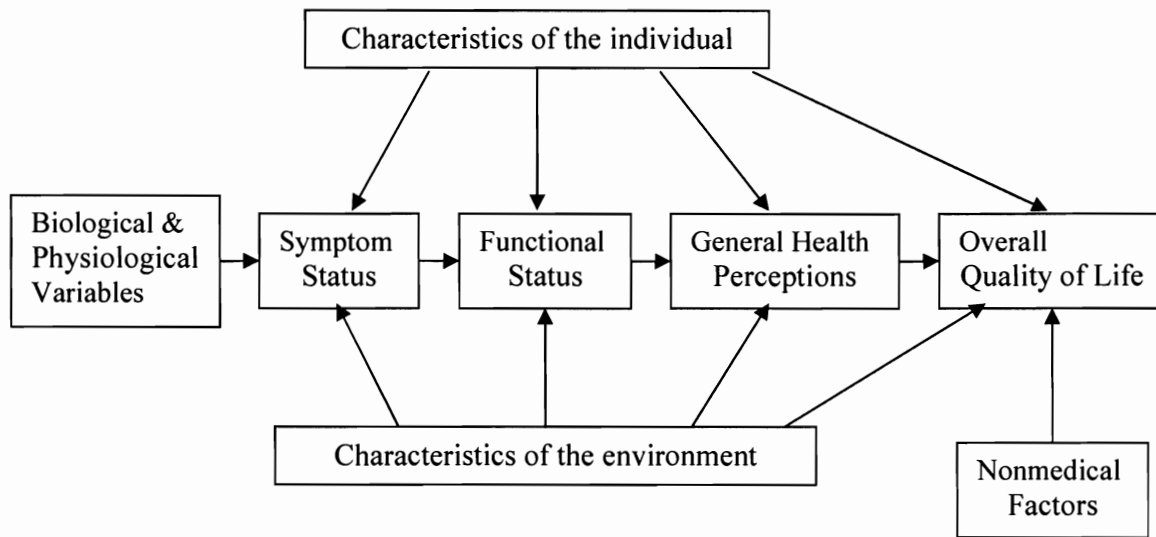 Characteristics of the individual
Biological &
Physiological
Variables
Symptom
Status
Functional
Status
General Health
Perceptions
Overall
Quality of Life
Characteristics of the environment
Nonmedical
Factors